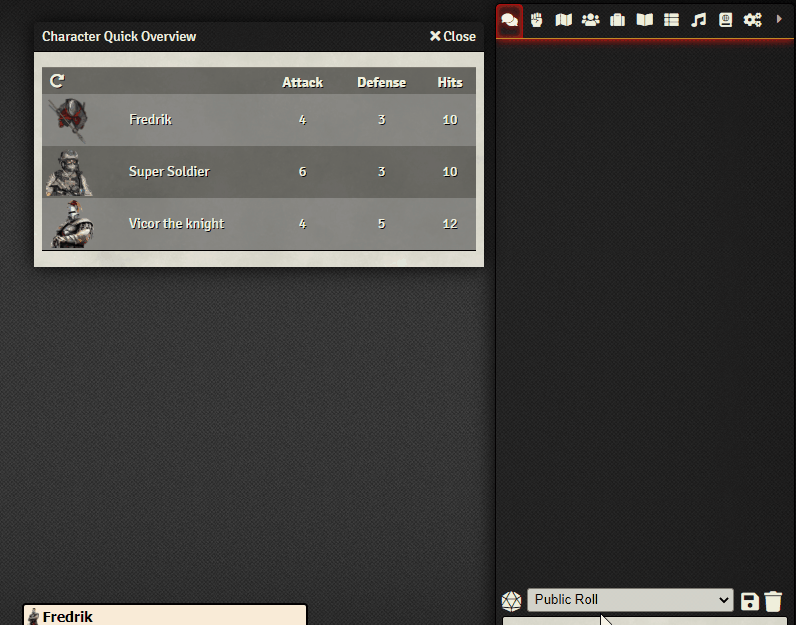 Character Quick Overview
Close
Attack Defense Hits
Fredrik 4 3 10
Super Soldier 6 3 10
Vicor the knight 4 5 12
Public Roll
Fredrik